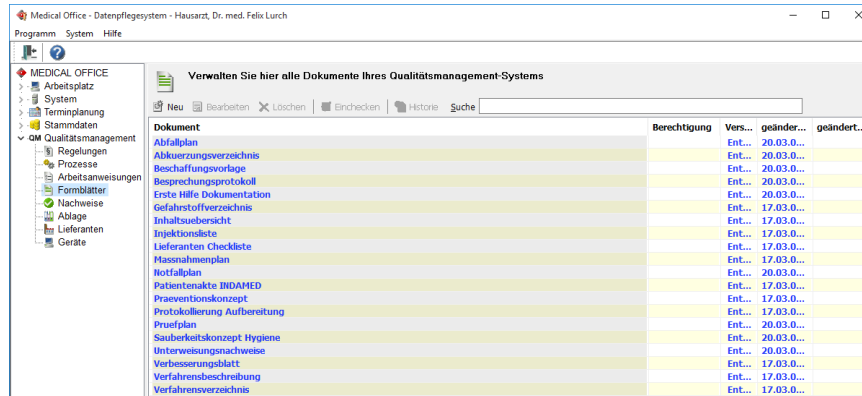 Medical Office - Datenpflegesystem - Hausarzt, Dr. med. Felix Lurch
Programm System Hilfe
MEDICAL OFFICE
Arbeitsplatz
System
Terminplanung
Stammdaten
QM Qualitätsmanagement
Regelungen
Prozesse
Arbeitsanweisungen
Formblätter
Nachweise
Ablage
Lieferanten
Geräte
Verwalten Sie hier alle Dokumente Ihres Qualitätsmanagement-Systems
Neu Bearbeiten Löschen Einchecken Historie Suche
Dokument Berechtigung Vers... geänder... geändert...
Abfallplan Ent... 20.03.0...
Abkuerzungsverzeichnis Ent... 20.03.0...
Beschaffungsvorlage Ent... 20.03.0...
Besprechungsprotokoll Ent... 20.03.0...
Erste Hilfe Dokumentation Ent... 20.03.0...
Gefahrstoffverzeichnis Ent... 17.03.0...
Inhaltsuebersicht Ent... 17.03.0...
Injektionsliste Ent... 17.03.0...
Lieferanten Checkliste Ent... 17.03.0...
Massnahmenplan Ent... 17.03.0...
Notfallplan Ent... 20.03.0...
Patientenakte INDAMED Ent... 17.03.0...
Praeventionskonzept Ent... 17.03.0...
Protokollierung Aufbereitung Ent... 17.03.0...
Pruefplan Ent... 20.03.0...
Sauberkeitskonzept Hygiene Ent... 20.03.0...
Unterweisungsnachweise Ent... 20.03.0...
Verbesserungsblatt Ent... 17.03.0...
Verfahrensbeschreibung Ent... 17.03.0...
Verfahrensverzeichnis Ent... 17.03.0...